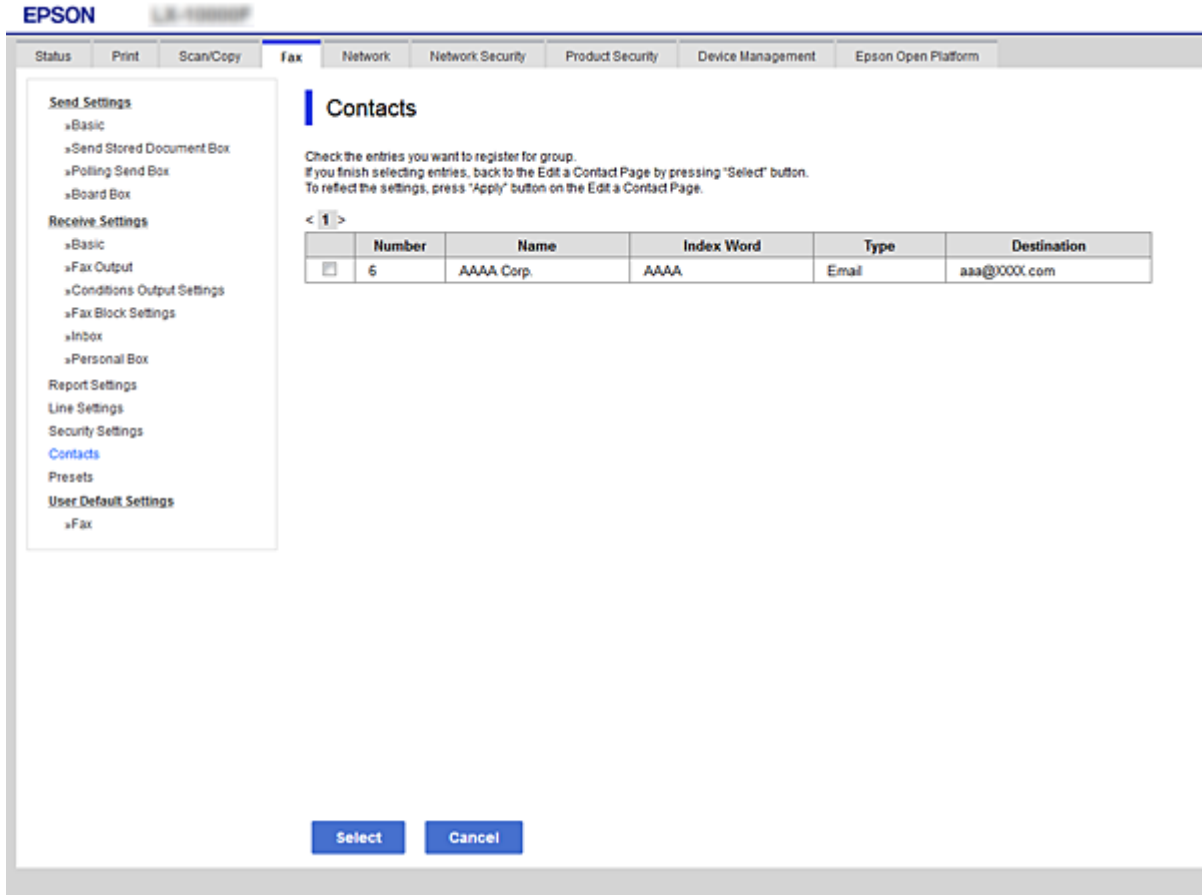 EPSON
Status Print Scan/Copy Fax Network Network Security Product Security Device Management Epson Open Platform
Send Settings
»Basic
»Send Stored Document Box
»Polling Send Box
»Board Box
Receive Settings
»Basic
»Fax Output
»Conditions Output Settings
»Fax Block Settings
»Inbox
»Personal Box
Report Settings
Line Settings
Security Settings
Contacts
Presets
User Default Settings
»Fax
Contacts
Check the entries you want to register for group.
If you finish selecting entries, back to the Edit a Contact Page by pressing "Select" button.
To reflect the settings, press "Apply" button on the Edit a Contact Page.
< 1 >
Number Name Index Word Type Destination
6 AAAA Corp. AAAA Email aaa@XXXX.com
Select Cancel